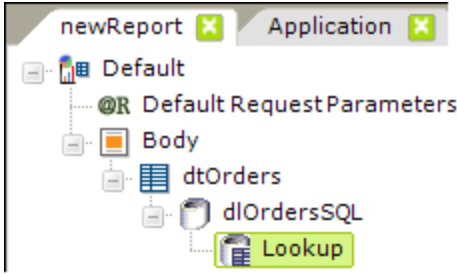 newReport Application
Default
@R Default Request Parameters
Body
dtOrders
dlOrdersSQL
Lookup